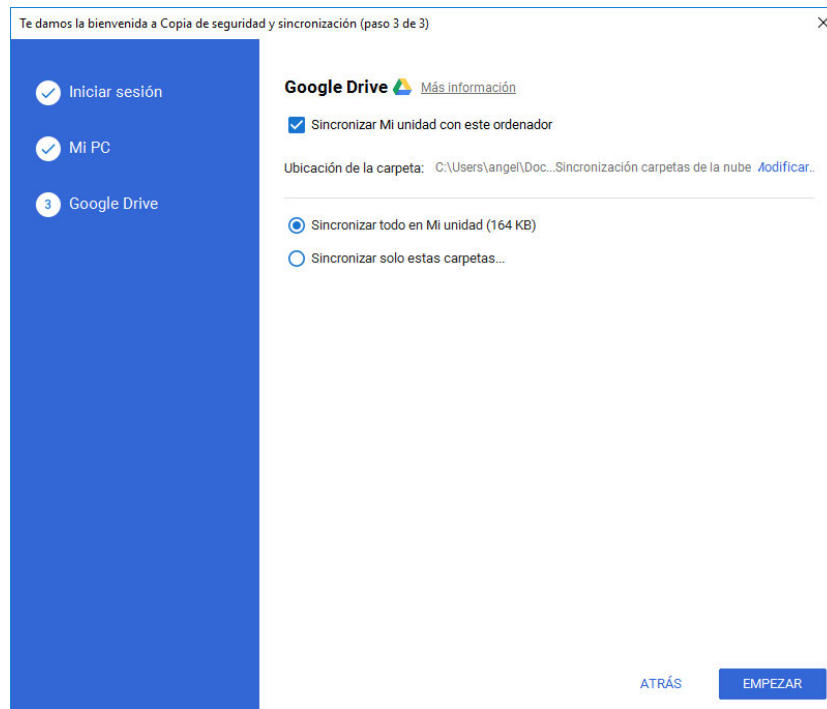 Te damos la bienvenida a Copia de seguridad y sincronización (paso 3 de 3)
Iniciar sesión
Mi PC
3 Google Drive
Google Drive Más información
Sincronizar Mi unidad con este ordenador
Ubicación de la carpeta: C:\Users\angel\Doc...Sincronización carpetas de la nube Modificar..
Sincronizar todo en Mi unidad (164 KB)
Sincronizar solo estas carpetas...
ATRÁS EMPEZAR